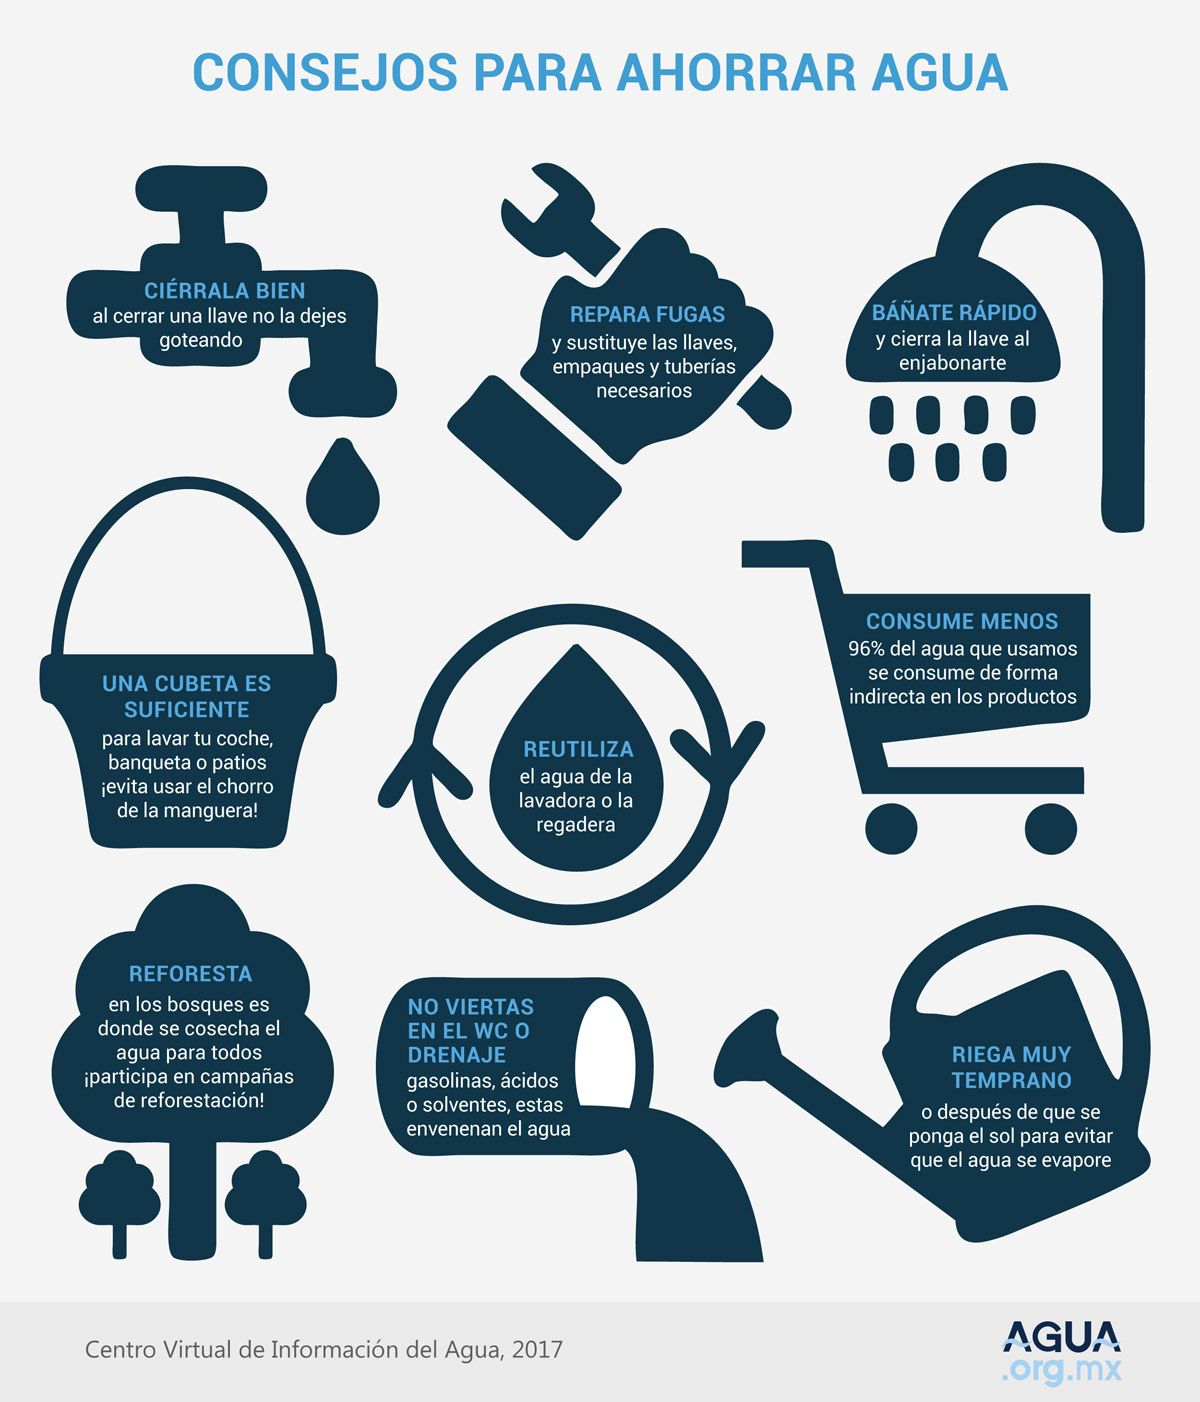 CONSEJOS PARA AHORRAR AGUA
CIÉRRALA BIEN
al cerrar una llave no la dejes
goteando
REPARA FUGAS
y sustituye las llaves,
empaques y tuberías
necesarios
BÁÑATE RÁPIDO
y cierra la llave al
enjabonarte
UNA CUBETA ES
SUFICIENTE
para lavar tu coche,
banqueta o patios
¡evita usar el chorro
de la manguera!
REUTILIZA
el agua de la
lavadora o la
regadera
CONSUME MENOS
96% del agua que usamos
se consume de forma
indirecta en los productos
REFORESTA
en los bosques es
donde se cosecha el
agua para todos
¡participa en campañas
de reforestación!
NO VIERTAS
EN EL WC O
DRENAJE
gasolinas, ácidos
o solventes, estas
envenenan el agua
RIEGA MUY
TEMPRANO
o después de que se
ponga el sol para evitar
que el agua se evapore
Centro Virtual de Información del Agua, 2017
AGUA
.org.mx